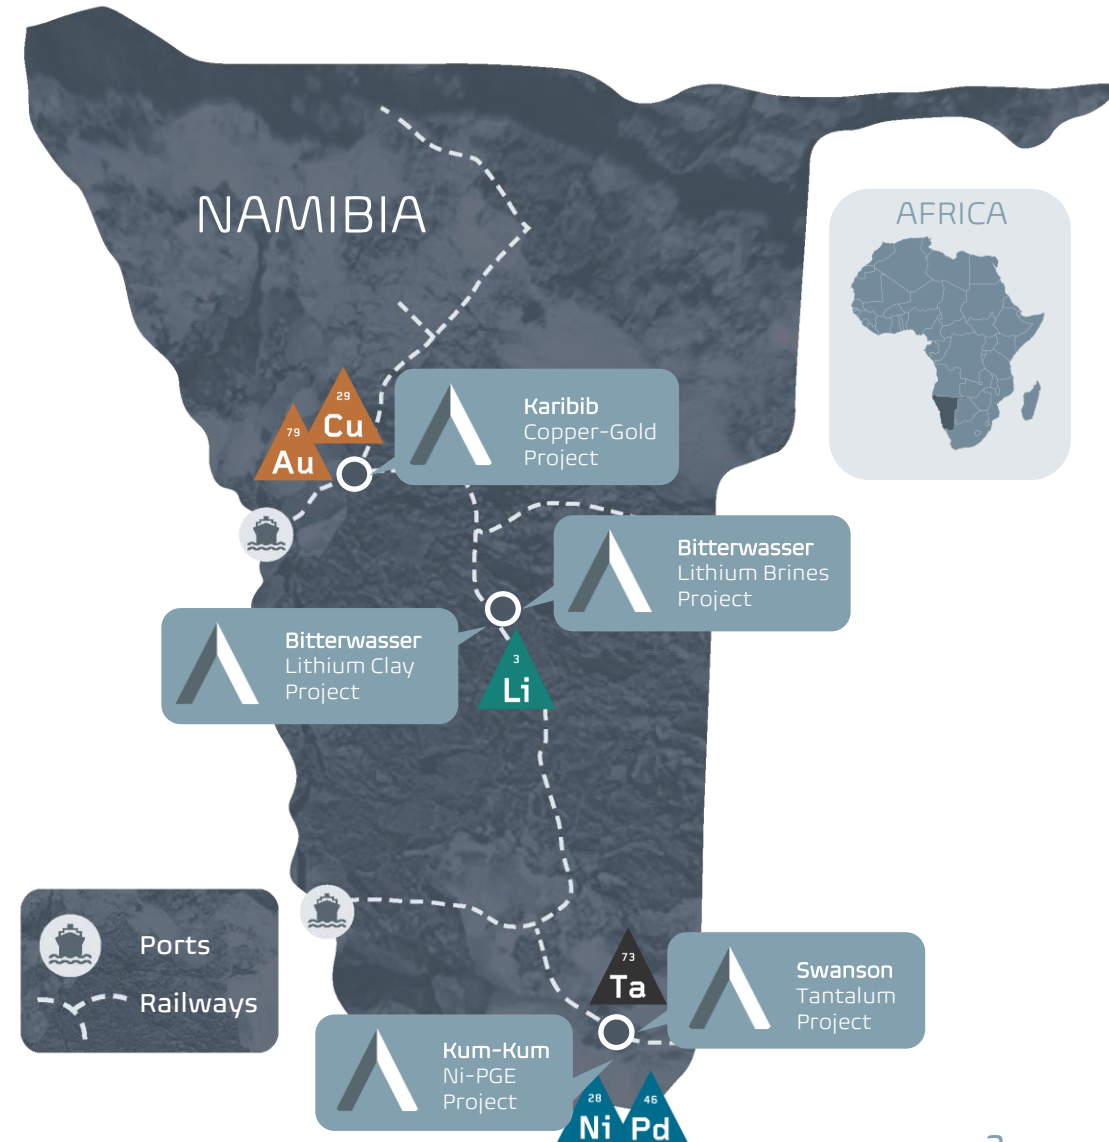 NAMIBIA
AFRICA
29
Cu
79
Au
Karibib
Copper-Gold
Project
Bitterwasser
Lithium Brines
Project
Bitterwasser
Lithium Clay
Project
3
Li
Ports
Railways
73
Ta
Swanson
Tantalum
Project
Kum-Kum
Ni-PGE
Project
28
Ni
46
Pd